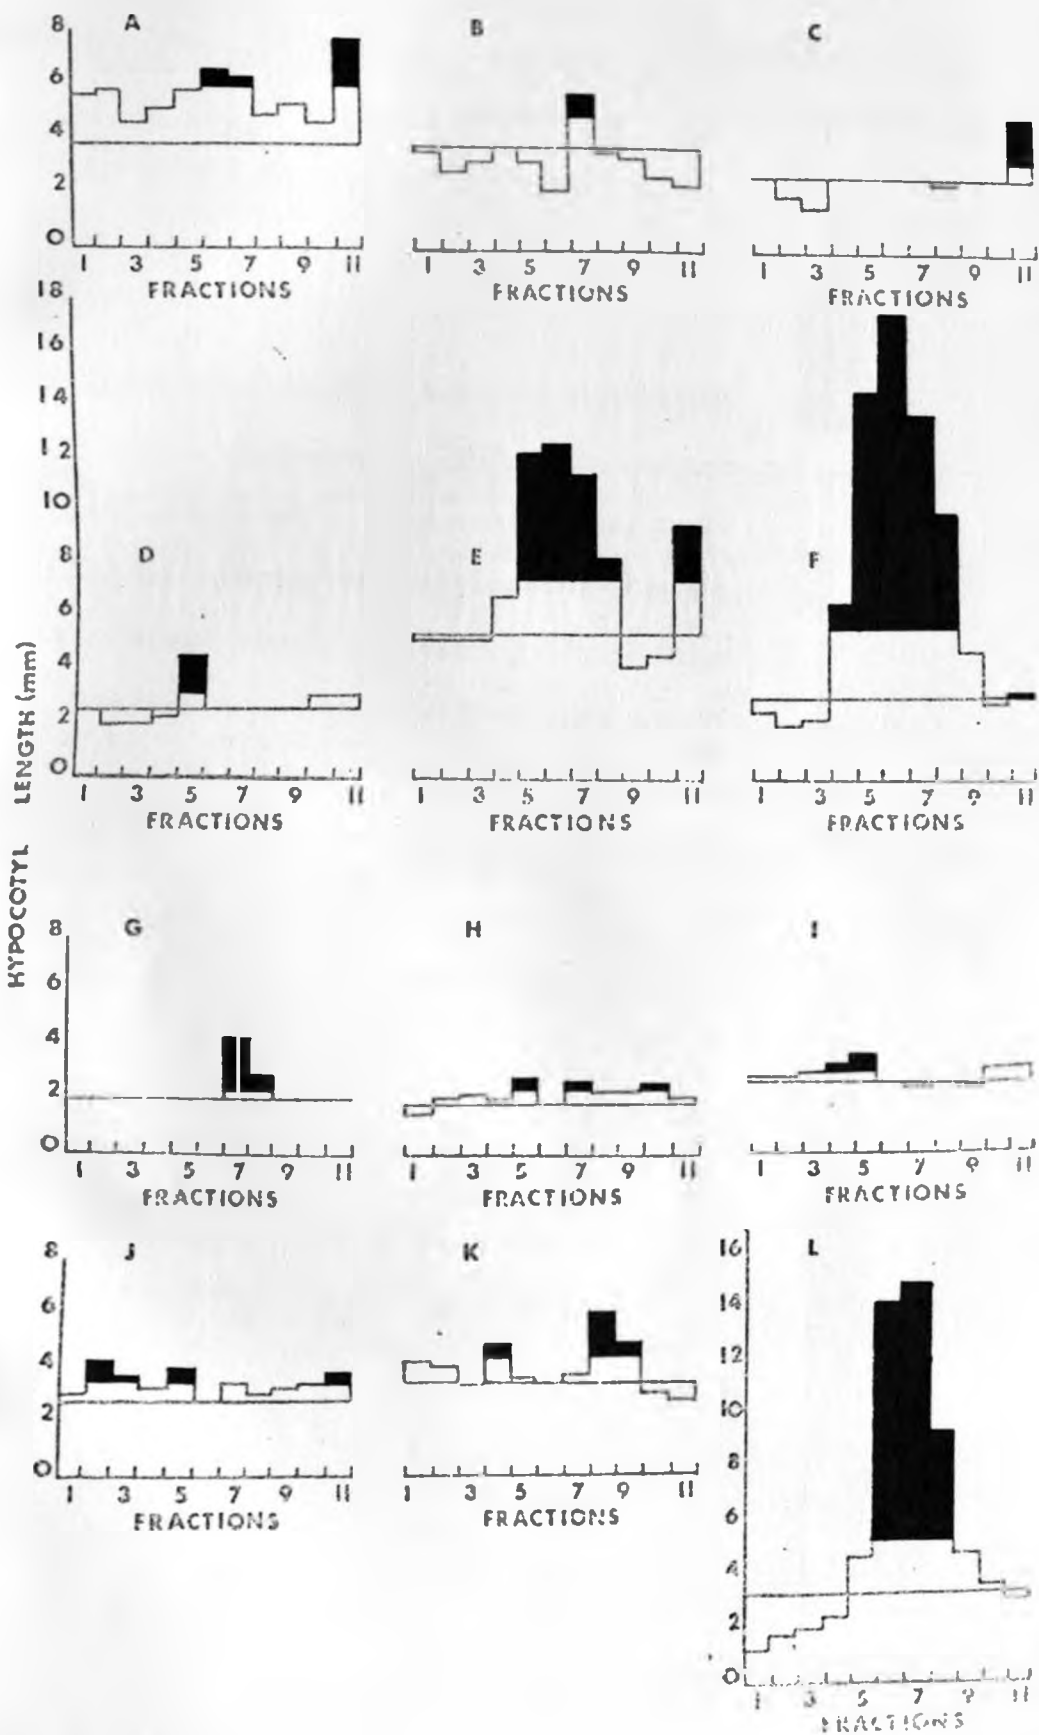 A B C
8
6
4
2
0
1 3 5 7 9 11
1 3 5 7 9 11
1 3 5 7 9 11
FRACTIONS FRACTIONS FRACTIONS
18
16
14
12
10
8
6
4
2
0
D E F
1 3 5 7 9 11
1 3 5 7 9 11
1 3 5 7 9 11
FRACTIONS FRACTIONS FRACTIONS
HYPOCOTYL LENGTH (mm)
G H I
8
6
4
2
0
1 3 5 7 9 11
1 3 5 7 9 11
1 3 5 7 9 11
FRACTIONS FRACTIONS FRACTIONS
J K L
8
6
4
2
0
1 3 5 7 9 11
FRACTIONS
1 3 5 7 9 11
FRACTIONS
16
14
12
10
8
6
4
2
0
1 3 5 7 9 11
FRACTIONS